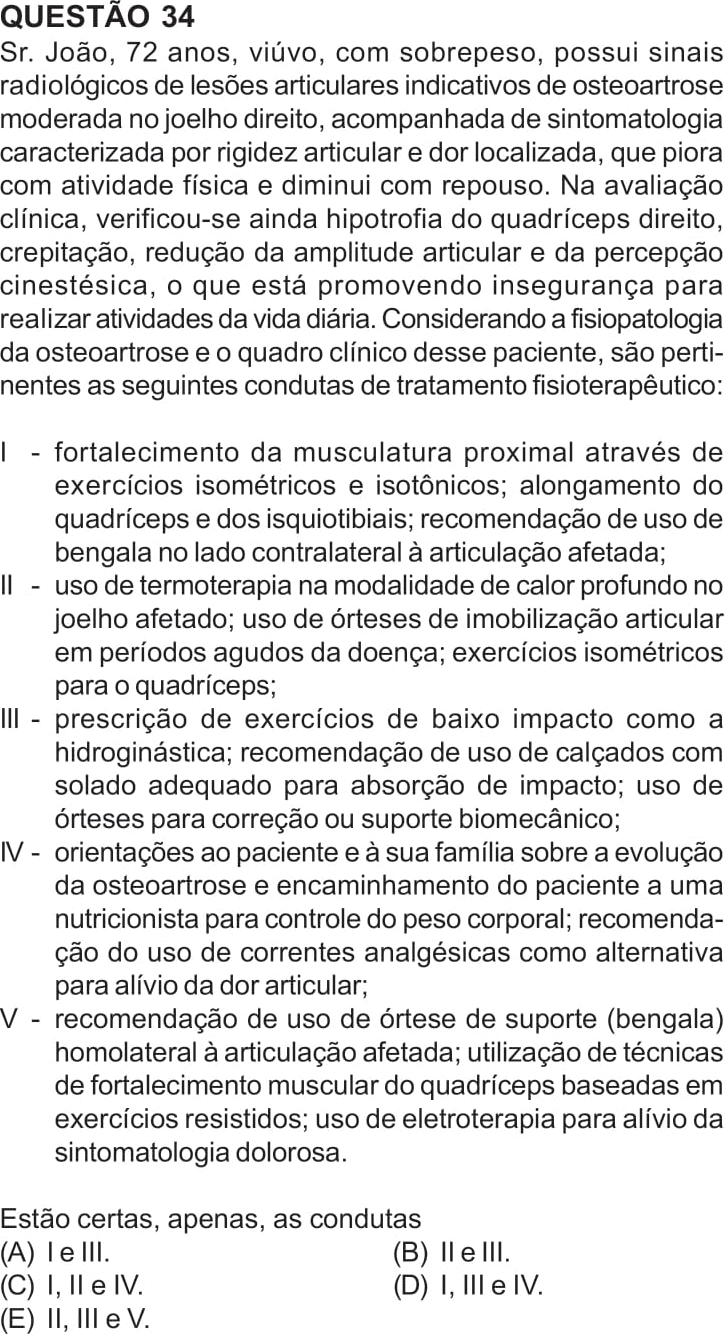 QUESTÃO 34
Sr. João, 72 anos, viúvo, com sobrepeso, possui sinais
radiológicos de lesões articulares indicativos de osteoartrose
moderada no joelho direito, acompanhada de sintomatologia
caracterizada por rigidez articular e dor localizada, que piora
com atividade física e diminui com repouso. Na avaliação
clínica, verificou-se ainda hipotrofia do quadríceps direito,
crepitação, redução da amplitude articular e da percepção
cinestésica, o que está promovendo insegurança para
realizar atividades da vida diária. Considerando a fisiopatologia
da osteoartrose e o quadro clínico desse paciente, são perti-
nentes as seguintes condutas de tratamento fisioterapêutico:
I - fortalecimento da musculatura proximal através de
exercícios isométricos e isotônicos; alongamento do
quadríceps e dos isquiotibiais; recomendação de uso de
bengala no lado contralateral à articulação afetada;
II - uso de termoterapia na modalidade de calor profundo no
joelho afetado; uso de órteses de imobilização articular
em períodos agudos da doença; exercícios isométricos
para o quadríceps;
III - prescrição de exercícios de baixo impacto como a
hidroginástica; recomendação de uso de calçados com
solado adequado para absorção de impacto; uso de
órteses para correção ou suporte biomecânico;
IV - orientações ao paciente e à sua família sobre a evolução
da osteoartrose e encaminhamento do paciente a uma
nutricionista para controle do peso corporal; recomenda-
ção do uso de correntes analgésicas como alternativa
para alívio da dor articular;
V - recomendação de uso de órtese de suporte (bengala)
homolateral à articulação afetada; utilização de técnicas
de fortalecimento muscular do quadríceps baseadas em
exercícios resistidos; uso de eletroterapia para alívio da
sintomatologia dolorosa.
Estão certas, apenas, as condutas
(A) I e III. (B) II e III.
(C) I, II e IV. (D) I, III e IV.
(E) II, III e V.